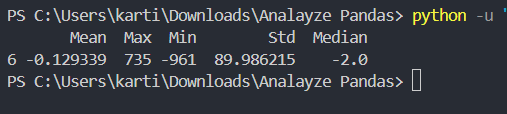 PS C:\Users\karti\Downloads\Analayze Pandas> python -u "
Mean Max Min Std Median
6 -0.129339 735 -961 89.986215 -2.0
PS C:\Users\karti\Downloads\Analayze Pandas>